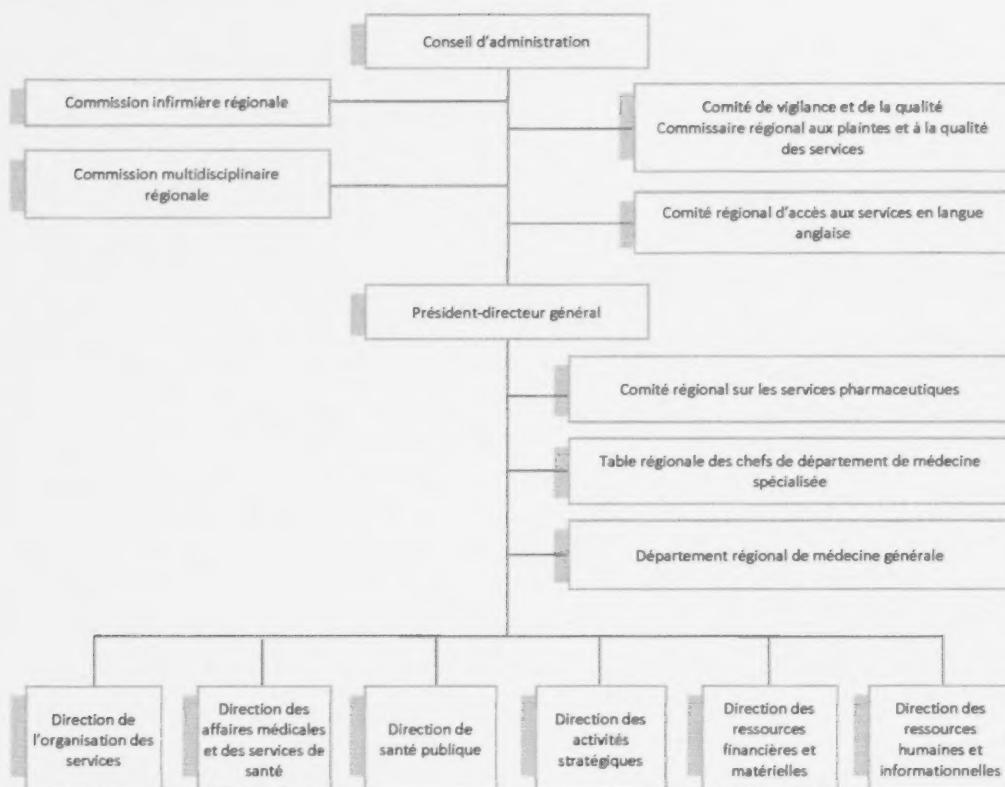 Conseil d'administration
Commission infirmière régionale
Comité de vigilance et de la qualité
Commissaire régional aux plaintes et à la qualité
des services
Commission multidisciplinaire
régionale
Comité régional d'accès aux services en langue
anglaise
Président-directeur général
Comité régional sur les services pharmaceutiques
Table régionale des chefs de département de médecine
spécialisée
Département régional de médecine générale
Direction de
l'organisation des
services
Direction des
affaires médicales
et des services de
santé
Direction de
santé publique
Direction des
activités
stratégiques
Direction des
ressources
financières et
matérielles
Direction des
ressources
humaines et
informationnelles